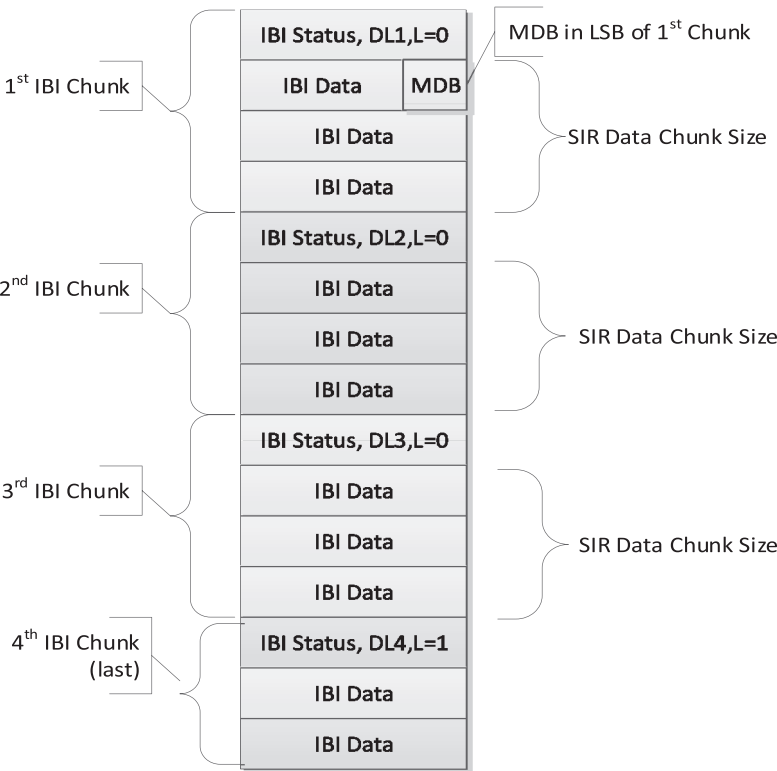 IBI Status, DL1,L=0
MDB in LSB of 1st Chunk
1st IBI Chunk
IBI Data
MDB
IBI Data
SIR Data Chunk Size
IBI Data
IBI Status, DL2,L=0
2nd IBI Chunk
IBI Data
IBI Data
SIR Data Chunk Size
IBI Data
IBI Status, DL3,L=0
3rd IBI Chunk
IBI Data
IBI Data
SIR Data Chunk Size
IBI Data
4th IBI Chunk
(last)
IBI Status, DL4,L=1
IBI Data
IBI Data